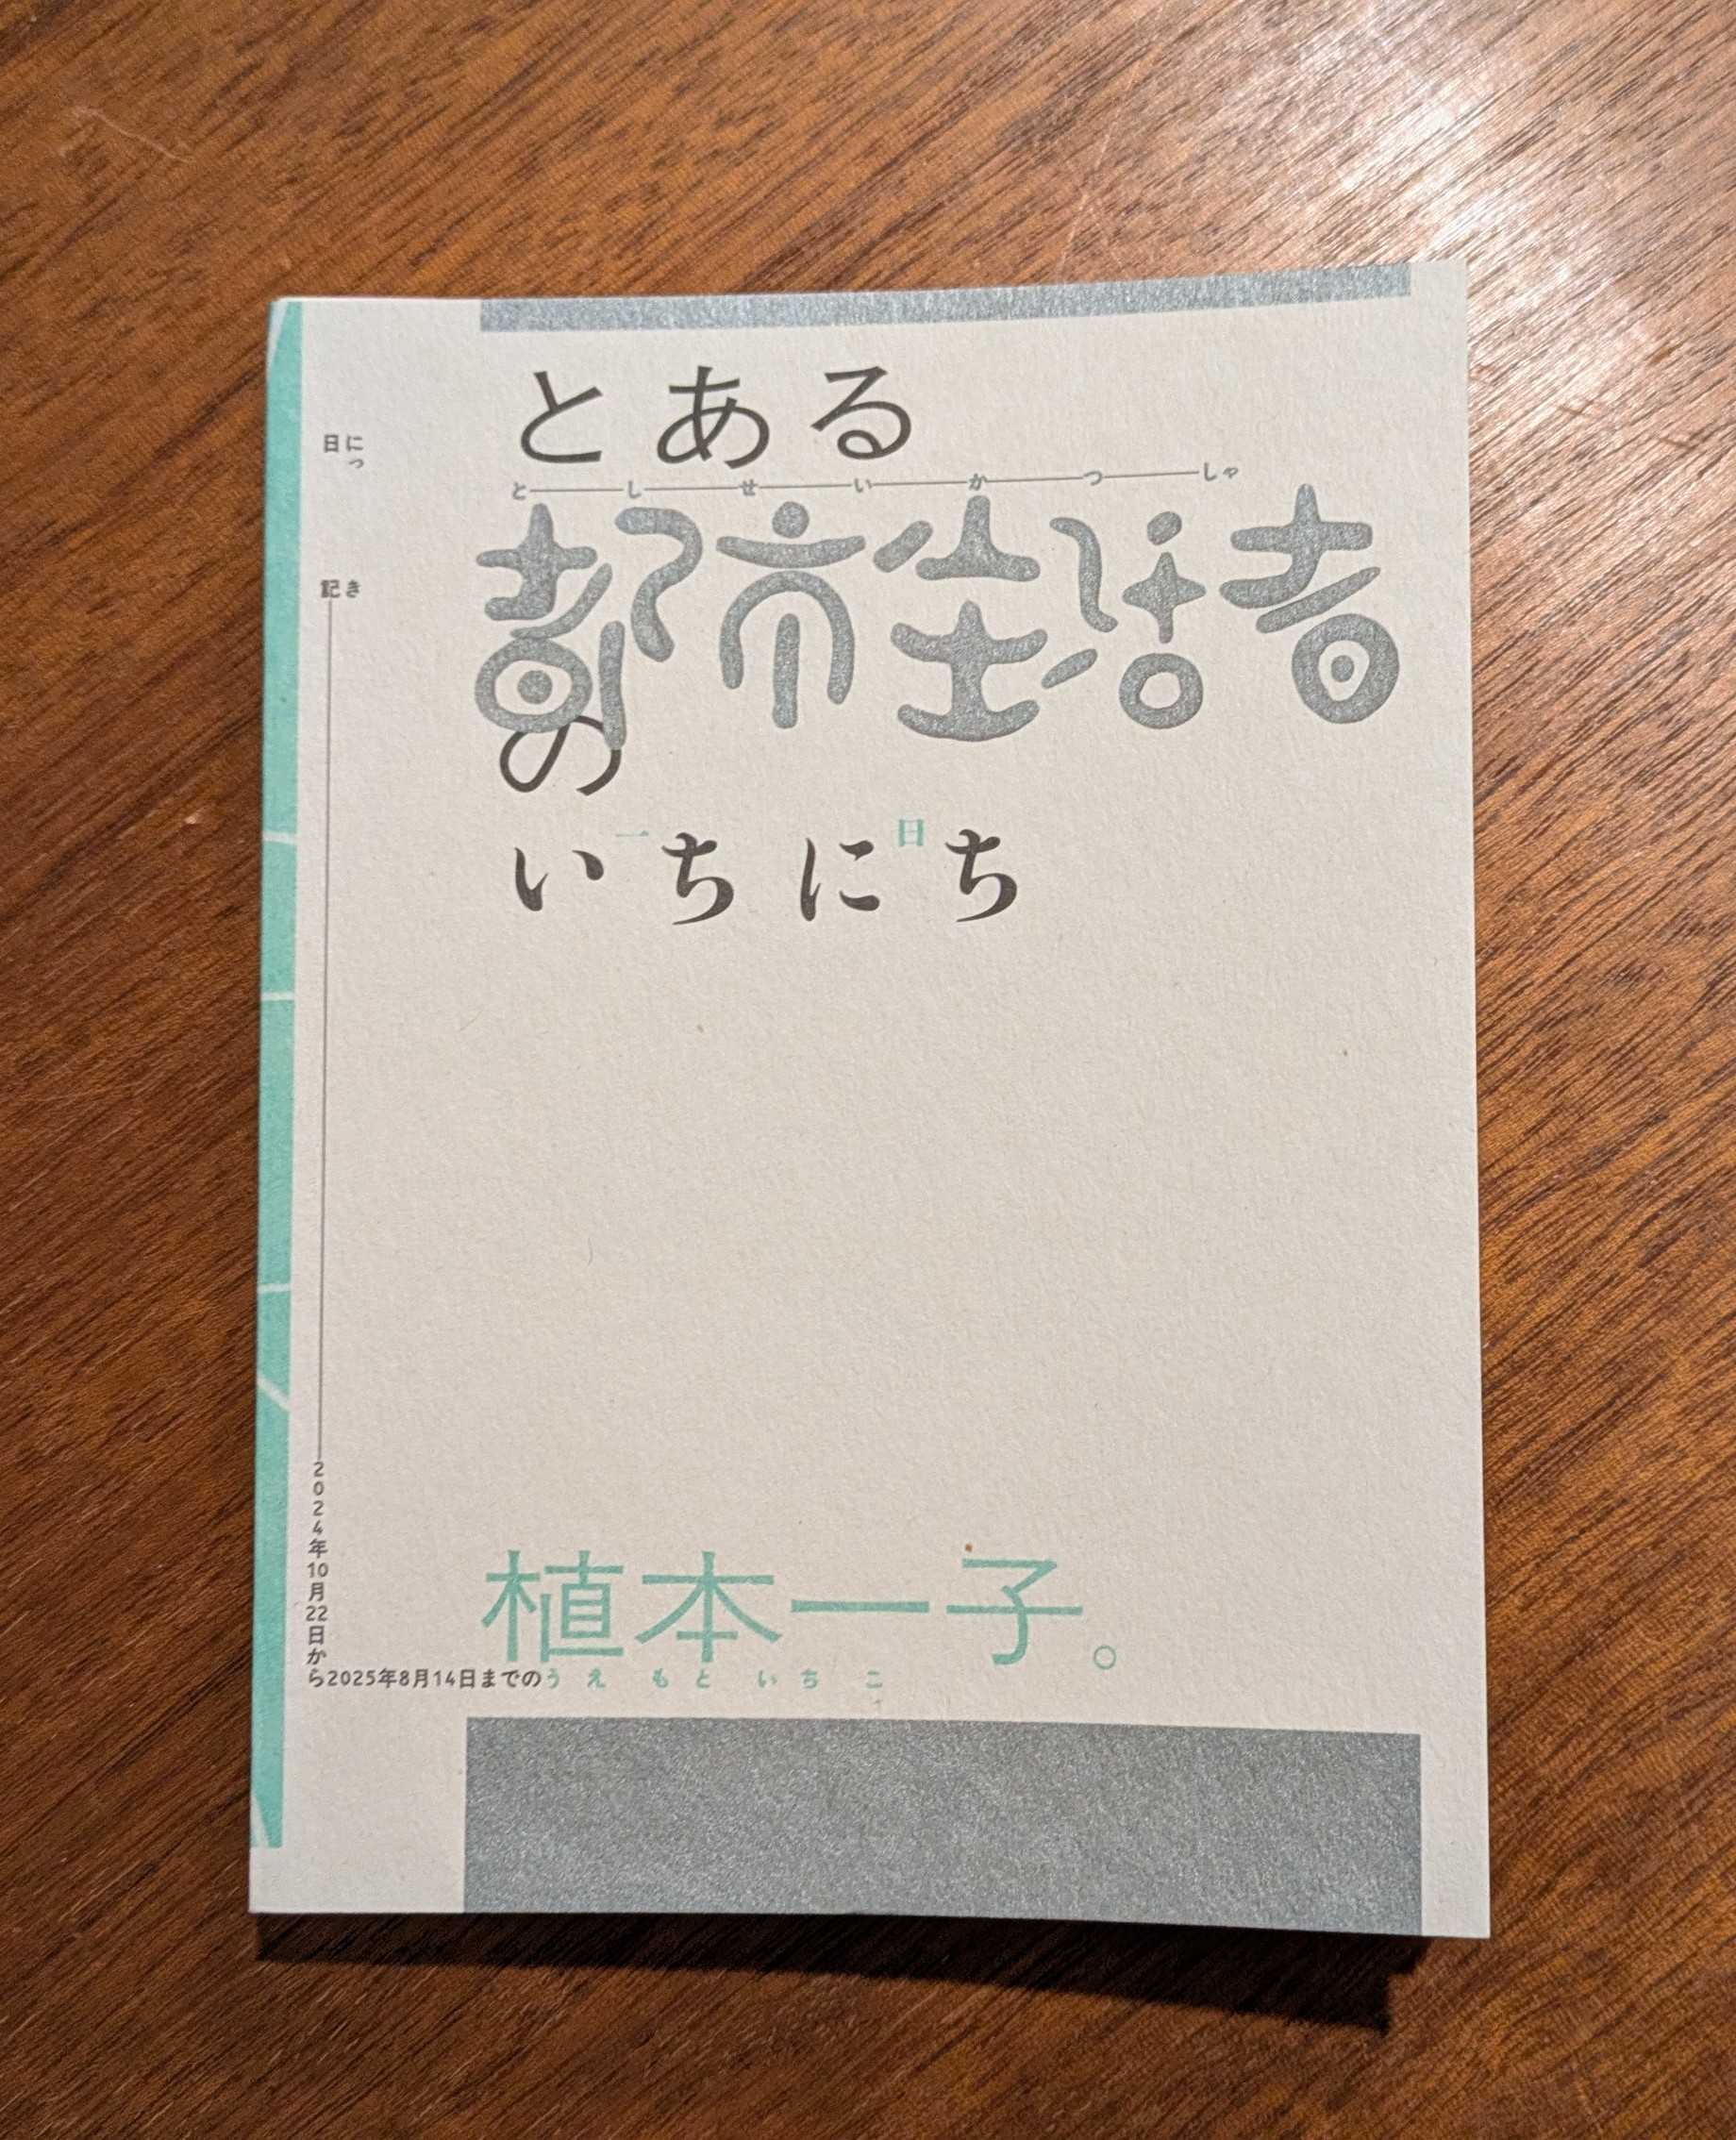 とある
としせいかつしゃ
都市生活者
の
一日
いちにち
にっき
日記
2024年10月22日から2025年8月14日までの
植本一子。
うえもといちこ